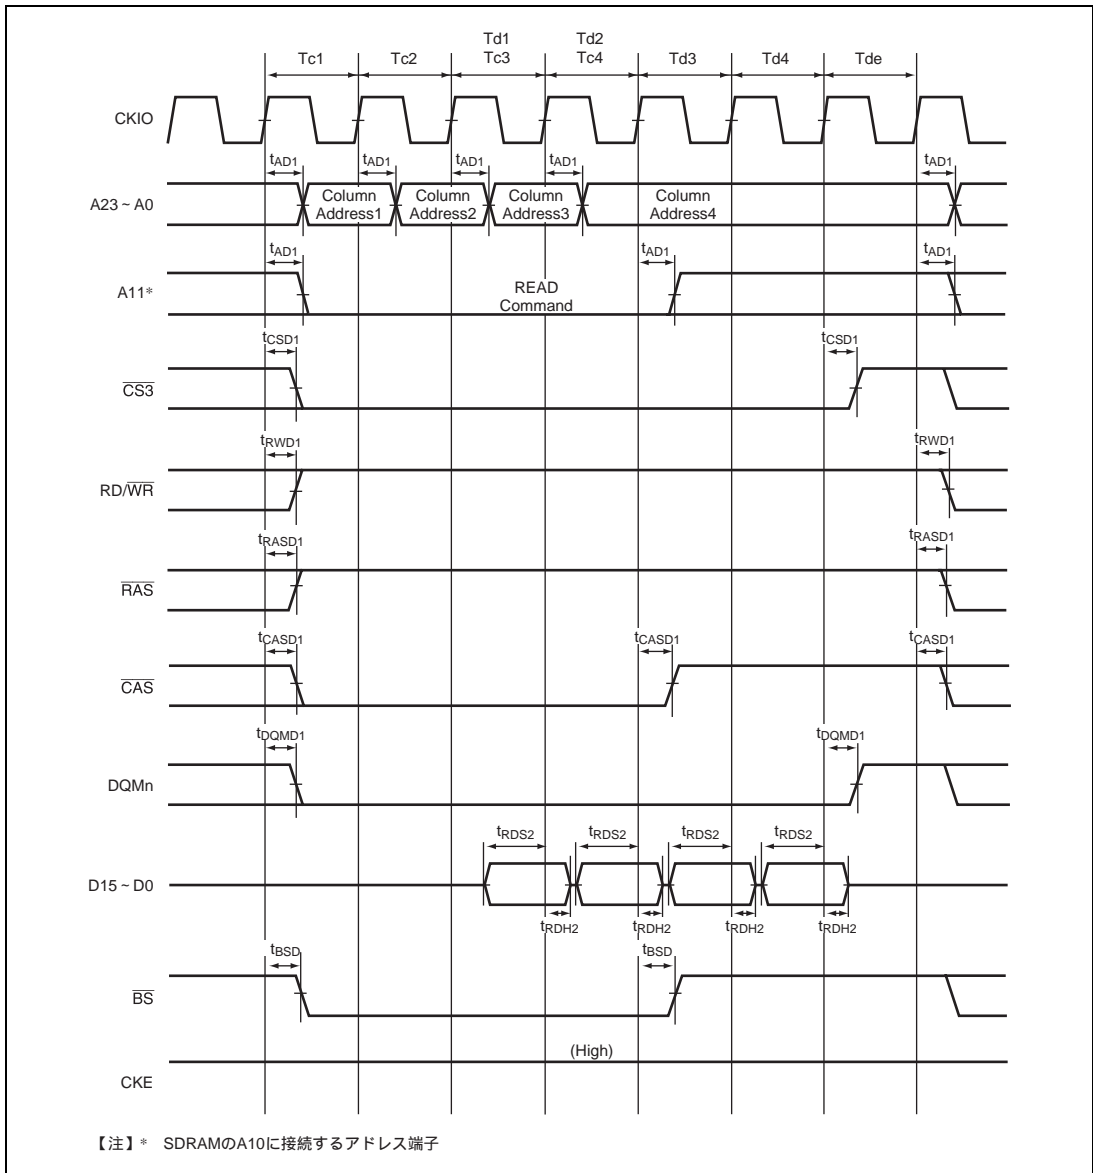 Td1 Td2
Tc1 Tc2 Tc3 Tc4 Td3 Td4 Tde
CKIO
tAD1 tAD1 tAD1 tAD1 tAD1
A23 ~ A0
Column Address1
Column Address2
Column Address3
Column Address4
tAD1 tAD1 tAD1
A11*
READ
Command
tCSD1 tCSD1
CS3
tRWD1 tRWD1
RD/WR
tRASD1 tRASD1
RAS
tCASD1 tCASD1 tCASD1
CAS
tDQMD1 tDQMD1
DQMn
tRDS2 tRDS2 tRDS2 tRDS2
D15 ~ D0
tRDH2 tRDH2 tRDH2 tRDH2
tBSD tBSD
BS
(High)
CKE
【注】* SDRAMのA10に接続するアドレス端子